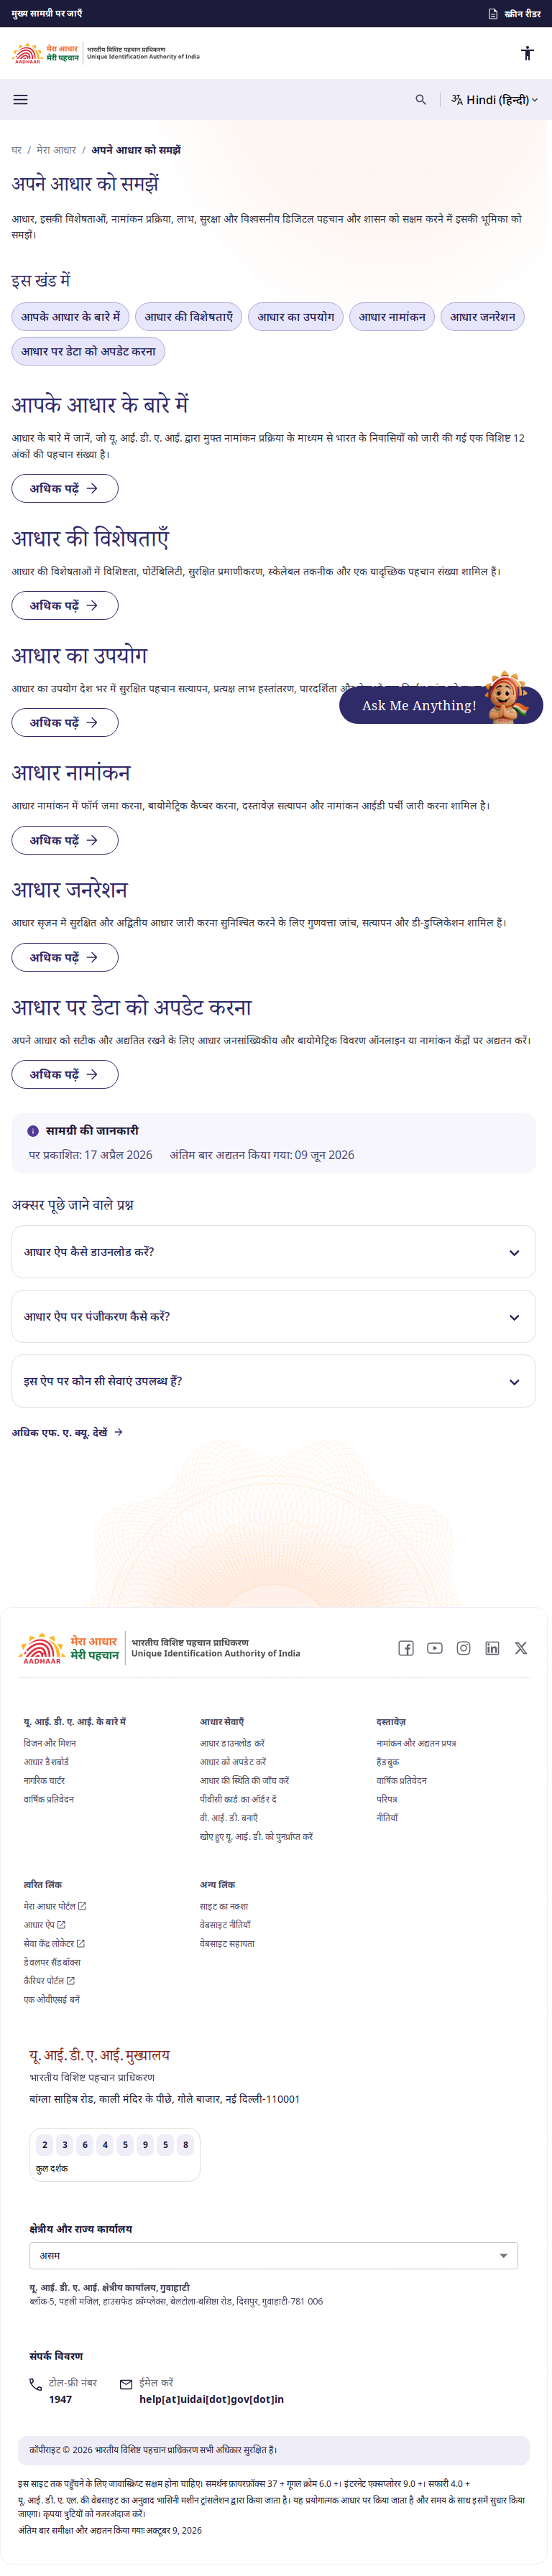 मुख्य सामग्री पर जाएँ
स्क्रीन रीडर
AADHAAR
मेरा आधार
मेरी पहचान
भारतीय विशिष्ट पहचान प्राधिकरण
Unique Identification Authority of India
Hindi (हिन्दी)
घर / मेरा आधार / अपने आधार को समझें
अपने आधार को समझें
आधार, इसकी विशेषताओं, नामांकन प्रक्रिया, लाभ, सुरक्षा और विश्वसनीय डिजिटल पहचान और शासन को सक्षम करने में इसकी भूमिका को
समझें।
इस खंड में
आपके आधार के बारे में
आधार की विशेषताएँ
आधार का उपयोग
आधार नामांकन
आधार जनरेशन
आधार पर डेटा को अपडेट करना
आपके आधार के बारे में
आधार के बारे में जानें, जो यू. आई. डी. ए. आई. द्वारा मुफ्त नामांकन प्रक्रिया के माध्यम से भारत के निवासियों को जारी की गई एक विशिष्ट 12
अंकों की पहचान संख्या है।
अधिक पढ़ें
आधार की विशेषताएँ
आधार की विशेषताओं में विशिष्टता, पोर्टेबिलिटी, सुरक्षित प्रमाणीकरण, स्केलेबल तकनीक और एक यादृच्छिक पहचान संख्या शामिल हैं।
अधिक पढ़ें
आधार का उपयोग
आधार का उपयोग देश भर में सुरक्षित पहचान सत्यापन, प्रत्यक्ष लाभ हस्तांतरण, पारदर्शिता
Ask Me Anything!
अधिक पढ़ें
आधार नामांकन
आधार नामांकन में फॉर्म जमा करना, बायोमेट्रिक कैप्चर करना, दस्तावेज़ सत्यापन और नामांकन आईडी पर्ची जारी करना शामिल है।
अधिक पढ़ें
आधार जनरेशन
आधार सृजन में सुरक्षित और अद्वितीय आधार जारी करना सुनिश्चित करने के लिए गुणवत्ता जांच, सत्यापन और डी-डुप्लिकेशन शामिल हैं।
अधिक पढ़ें
आधार पर डेटा को अपडेट करना
अपने आधार को सटीक और अद्यतित रखने के लिए आधार जनसांख्यिकीय और बायोमेट्रिक विवरण ऑनलाइन या नामांकन केंद्रों पर अद्यतन करें।
अधिक पढ़ें
सामग्री की जानकारी
पर प्रकाशित: 17 अप्रैल 2026 अंतिम बार अद्यतन किया गया: 09 जून 2026
अक्सर पूछे जाने वाले प्रश्न
आधार ऐप कैसे डाउनलोड करें?
आधार ऐप पर पंजीकरण कैसे करें?
इस ऐप पर कौन सी सेवाएं उपलब्ध हैं?
अधिक एफ. ए. क्यू. देखें
AADHAAR
मेरा आधार
मेरी पहचान
भारतीय विशिष्ट पहचान प्राधिकरण
Unique Identification Authority of India
यू. आई. डी. ए. आई. के बारे में
विजन और मिशन
आधार डैशबोर्ड
नागरिक चार्टर
वार्षिक प्रतिवेदन
आधार सेवाएँ
आधार डाउनलोड करें
आधार को अपडेट करें
आधार की स्थिति की जाँच करें
पीवीसी कार्ड का ऑर्डर दें
वी. आई. डी. बनाएँ
खोए हुए यू. आई. डी. को पुनर्प्राप्त करें
दस्तावेज़
नामांकन और अद्यतन प्रपत्र
हैंडबुक
वार्षिक प्रतिवेदन
परिपत्र
नीतियाँ
त्वरित लिंक
मेरा आधार पोर्टल
आधार ऐप
सेवा केंद्र लोकेटर
डेवलपर सैंडबॉक्स
कैरियर पोर्टल
एक ओवीएसई बनें
अन्य लिंक
साइट का नक्शा
वेबसाइट नीतियाँ
वेबसाइट सहायता
यू. आई. डी. ए. आई. मुख्यालय
भारतीय विशिष्ट पहचान प्राधिकरण
बांग्ला साहिब रोड, काली मंदिर के पीछे, गोले बाजार, नई दिल्ली-110001
2 3 6 4 5 9 5 8
कुल दर्शक
क्षेत्रीय और राज्य कार्यालय
असम
यू. आई. डी. ए. आई. क्षेत्रीय कार्यालय, गुवाहाटी
ब्लॉक-5, पहली मंजिल, हाउसफेड कॉम्प्लेक्स, बेलटोला-बसिष्ठा रोड, दिसपुर, गुवाहाटी-781 006
संपर्क विवरण
टोल-फ्री नंबर
1947
ईमेल करें
help[at]uidai[dot]gov[dot]in
कॉपीराइट © 2026 भारतीय विशिष्ट पहचान प्राधिकरण सभी अधिकार सुरक्षित हैं।
इस साइट तक पहुँचने के लिए जावास्क्रिप्ट सक्षम होना चाहिए। समर्थन फ़ायरफ़ॉक्स 37 + गूगल क्रोम 6.0 +। इंटरनेट एक्सप्लोरर 9.0 +। सफारी 4.0 +
यू. आई. डी. ए. एल. की वेबसाइट का अनुवाद भासिनी मशीन ट्रांसलेशन द्वारा किया जाता है। यह प्रयोगात्मक आधार पर किया जाता है और समय के साथ इसमें सुधार किया
जाएगा। कृपया त्रुटियों को नजरअंदाज करें।
अंतिम बार समीक्षा और अद्यतन किया गयाः अक्टूबर 9, 2026